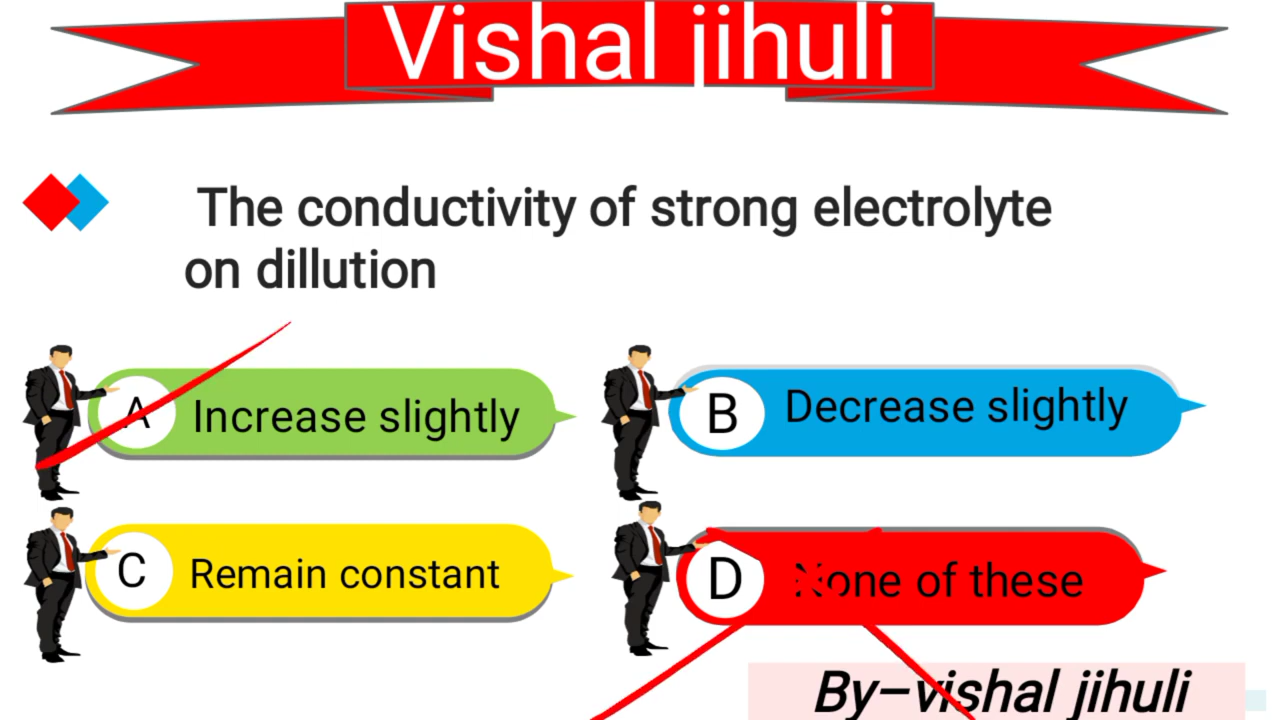 Vishal jihuli
The conductivity of strong electrolyte
on dillution
A Increase slightly
B Decrease slightly
C Remain constant
D None of these
By-vishal jihuli